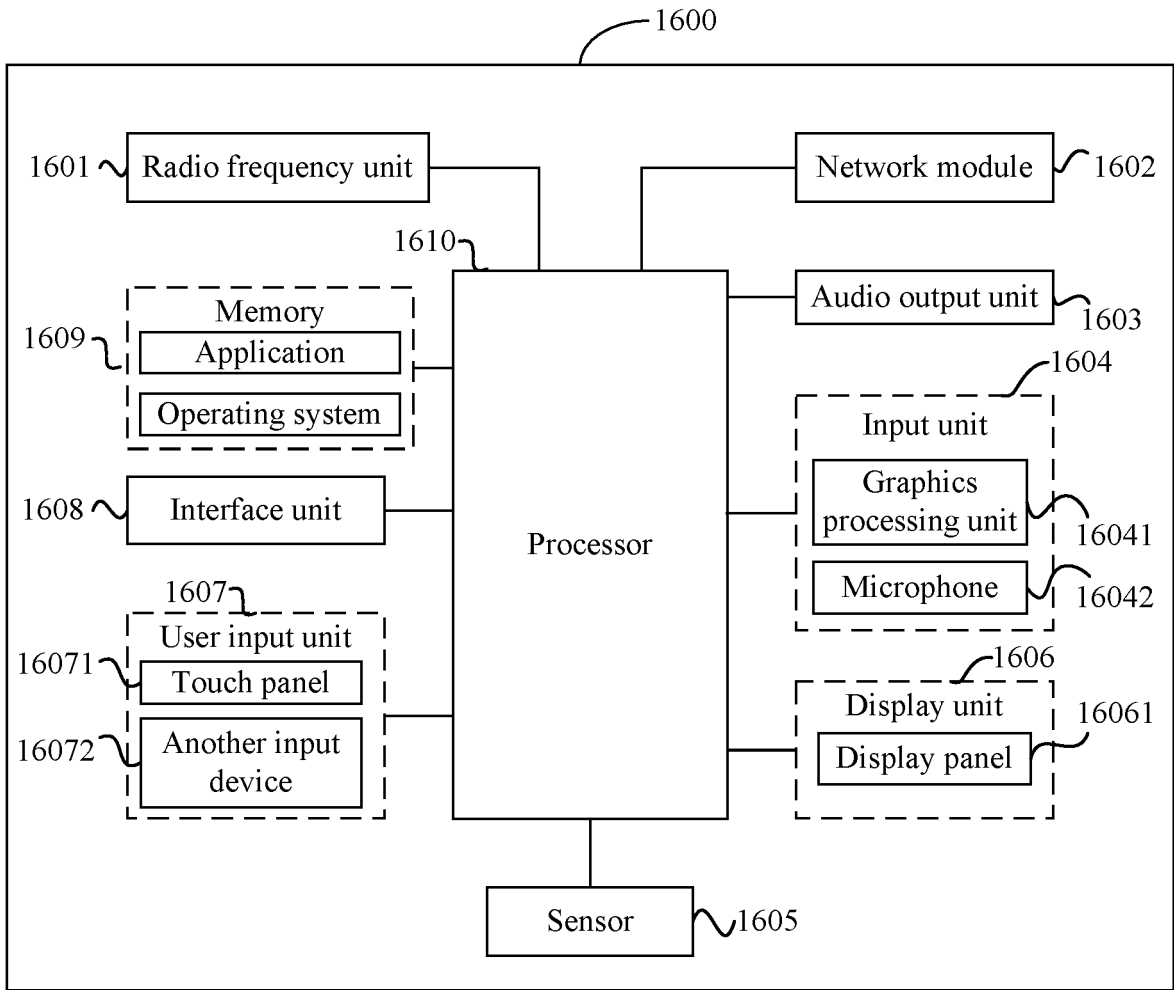 1600
1601
Radio frequency unit
Network module
1602
1610
Memory
Application
Operating system
1609
Audio output unit
1603
1604
Input unit
Graphics
processing unit
16041
Microphone
16042
1608
Interface unit
Processor
1607
User input unit
16071
Touch panel
16072
Another input
device
1606
Display unit
16061
Display panel
Sensor
1605